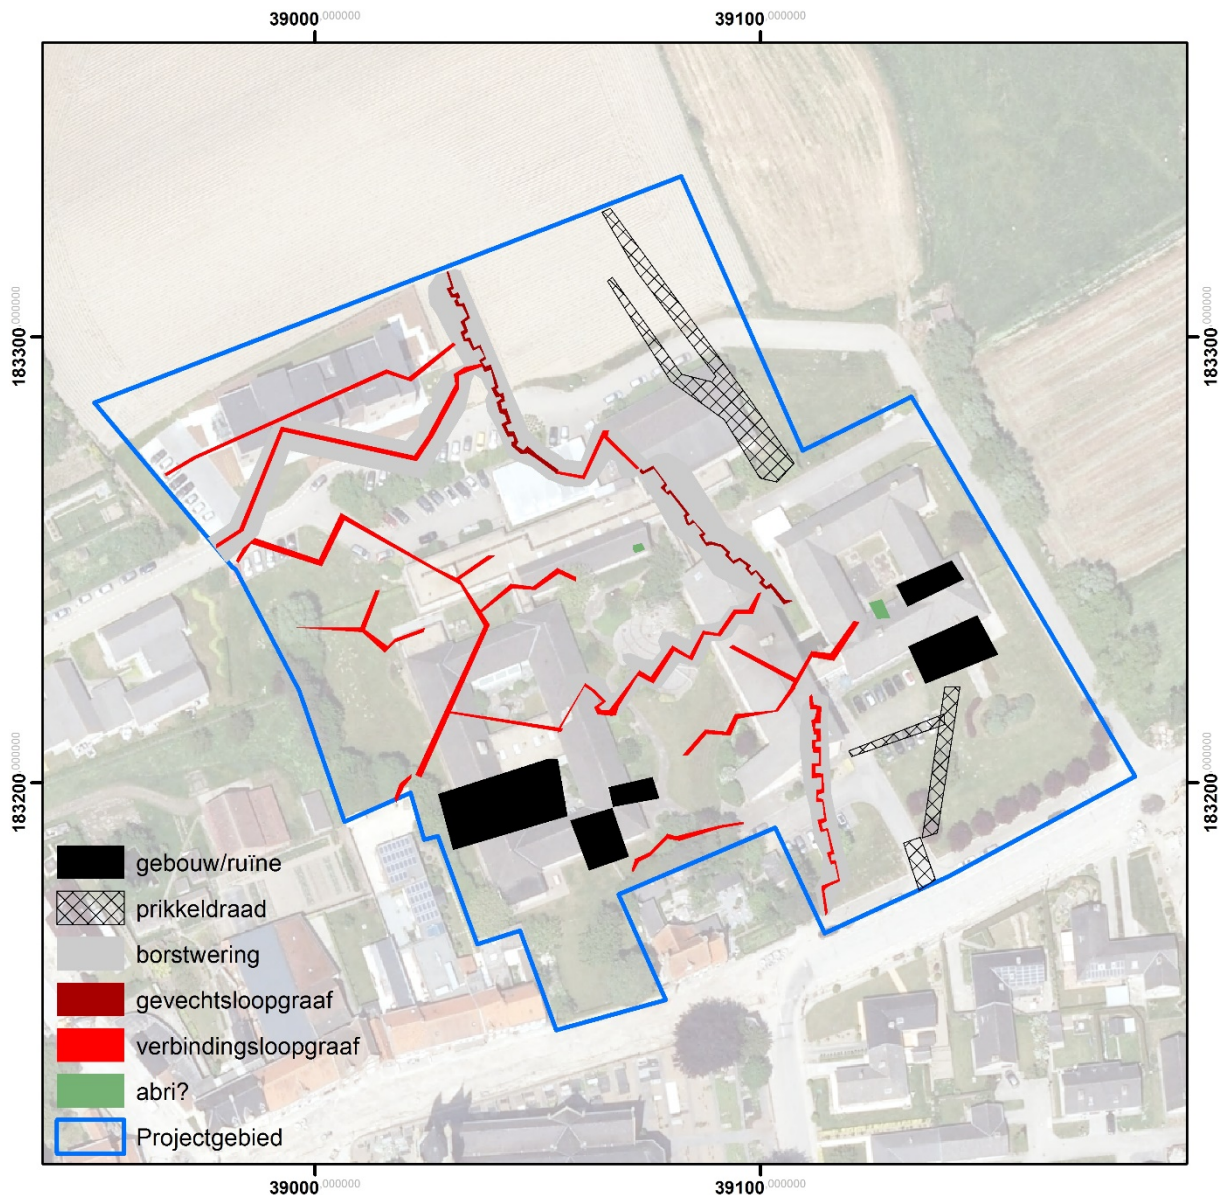 39000,000000 39100,000000
183300,000000 183300,000000
183200,000000 183200,000000
gebouw/ruïne
prikkeldraad
borstwering
gevechtsloopgraaf
verbindingsloopgraaf
abri?
Projectgebied
39000,000000 39100,000000